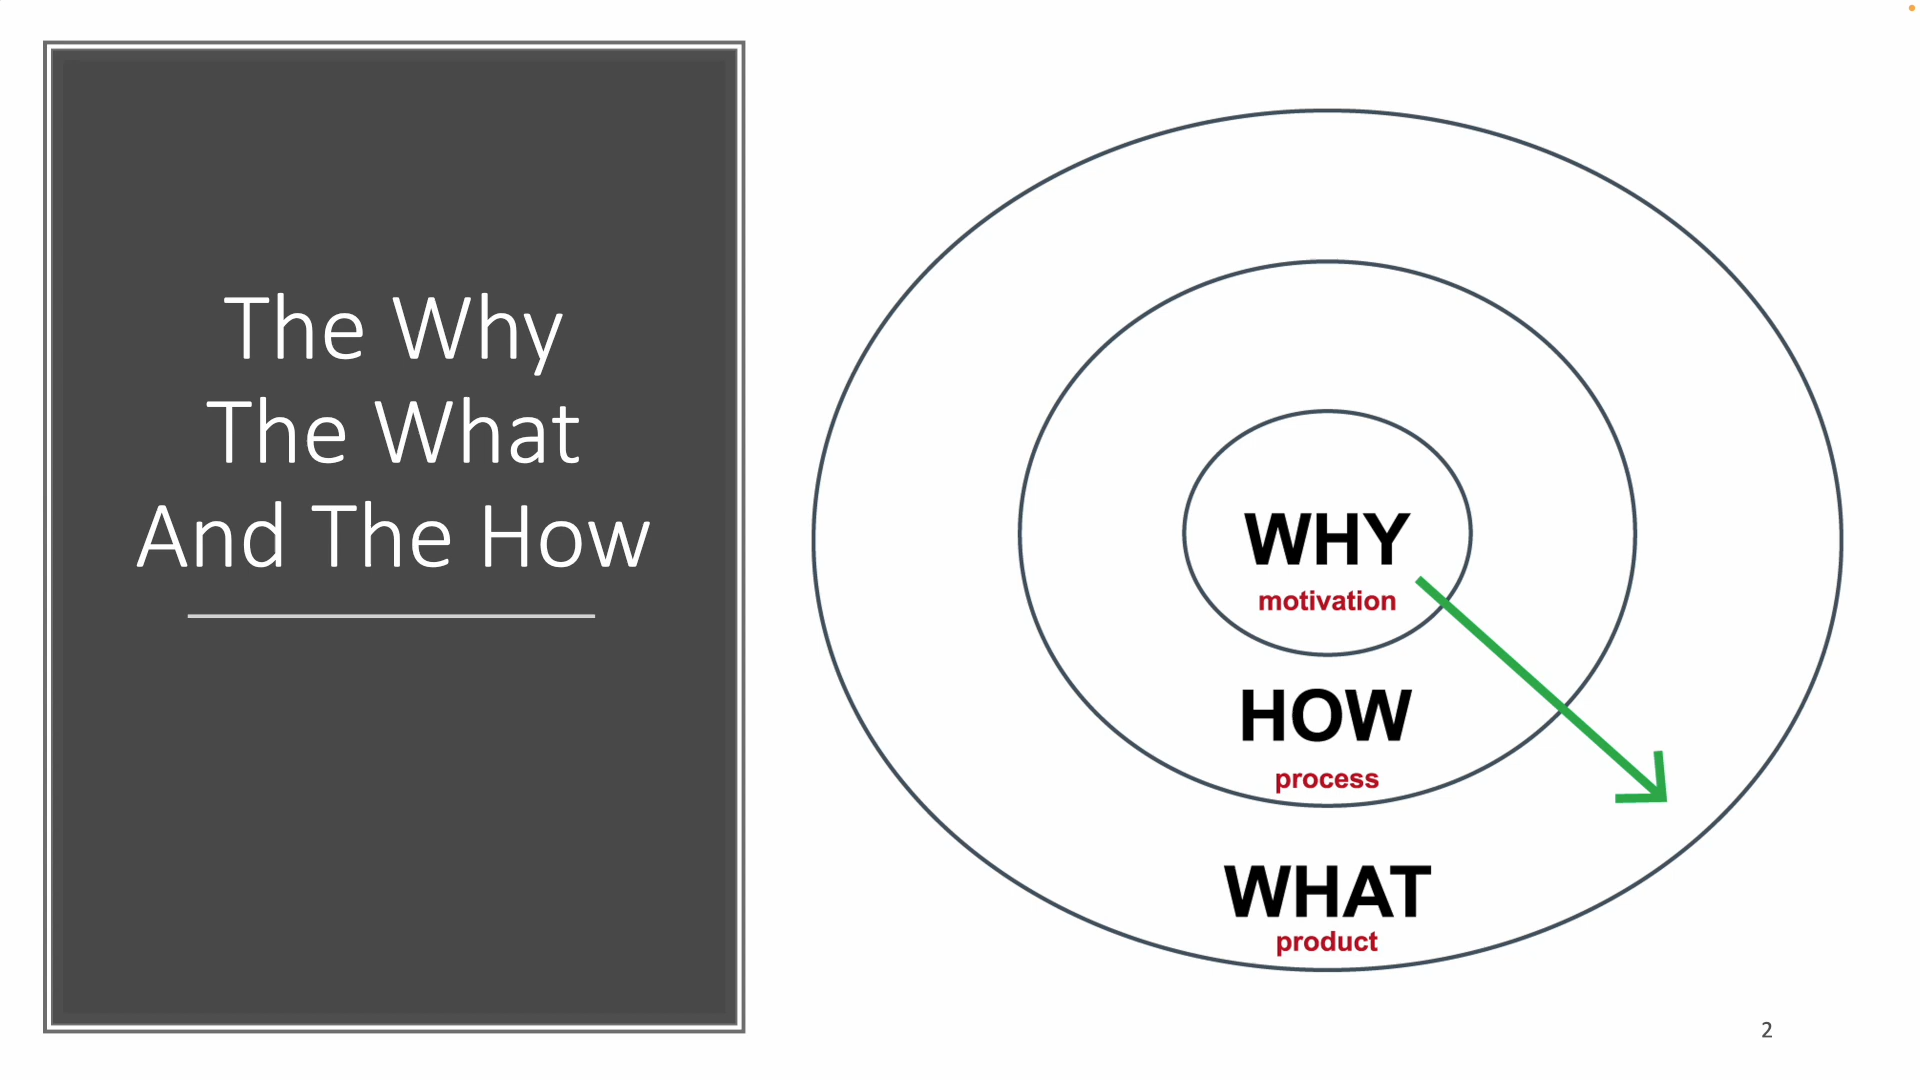 The Why
The What
And The How
WHY
motivation
HOW
process
WHAT
product
2